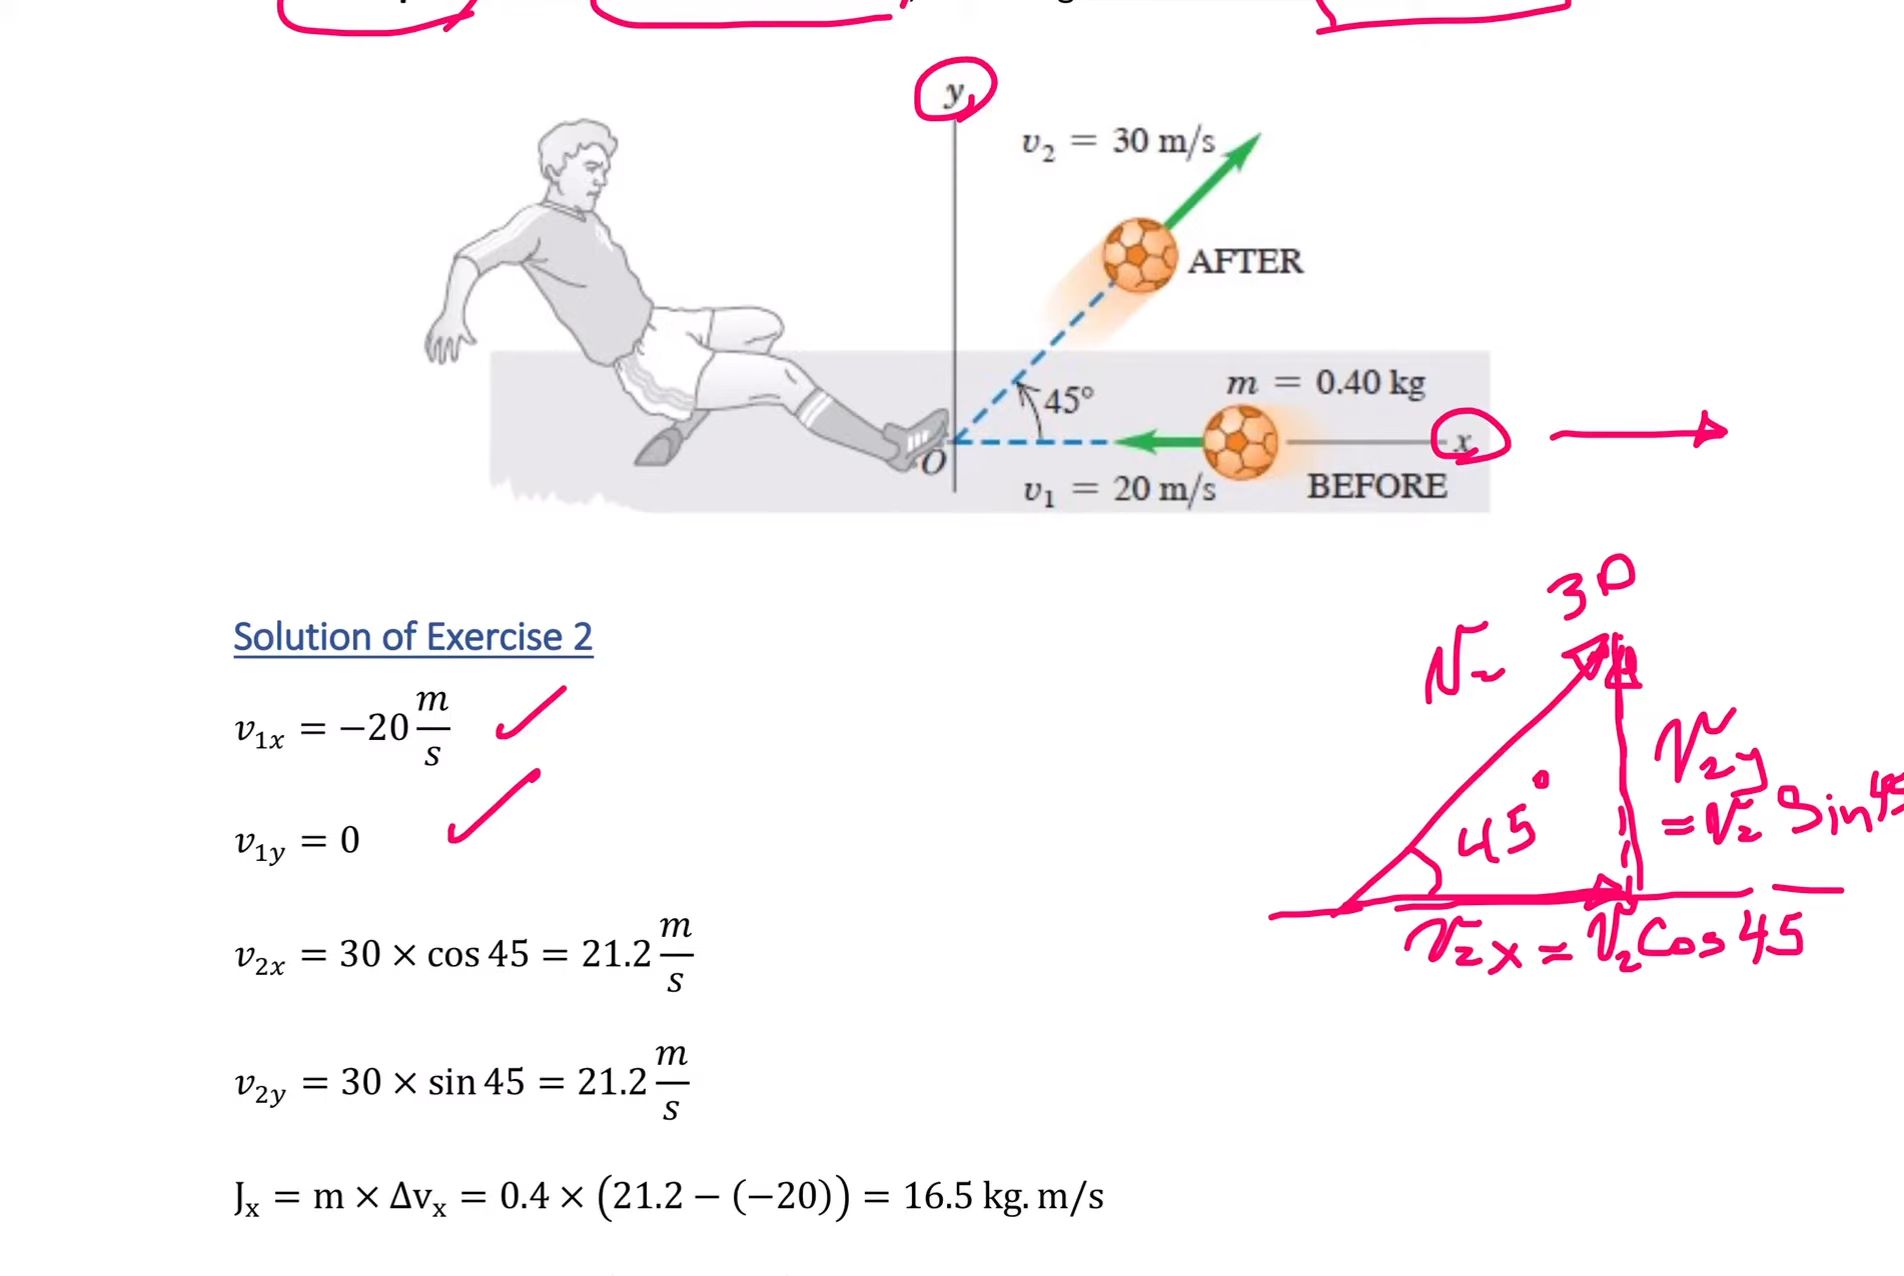 y
v₂ = 30 m/s
AFTER
45°
m = 0.40 kg
x
O
v₁ = 20 m/s
BEFORE
30
v₂
Solution of Exercise 2
v₁ₓ = −20 m/s
v₂y
= v₂ Sin 45
45°
v₁y = 0
v₂x = v₂ Cos 45
v₂ₓ = 30 × cos 45 = 21.2 m/s
v₂y = 30 × sin 45 = 21.2 m/s
Jₓ = m × Δvₓ = 0.4 × (21.2 − (−20)) = 16.5 kg. m/s